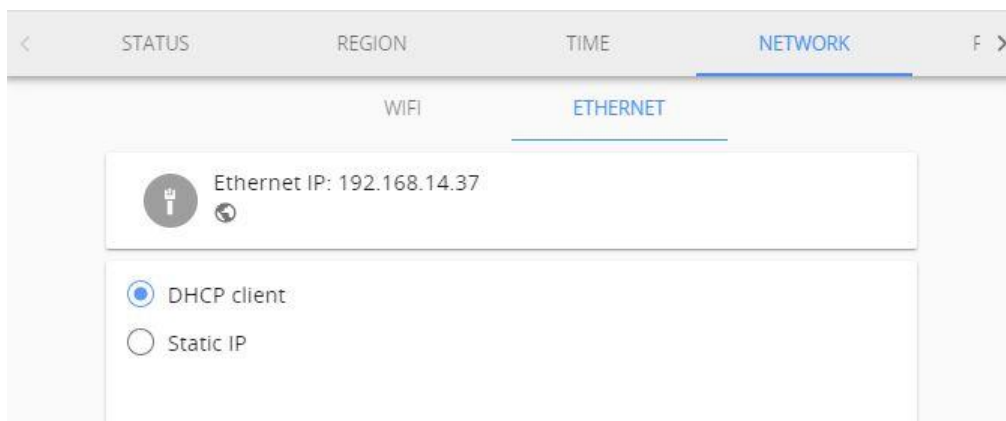 STATUS REGION TIME NETWORK
WIFI ETHERNET
Ethernet IP: 192.168.14.37
DHCP client
Static IP